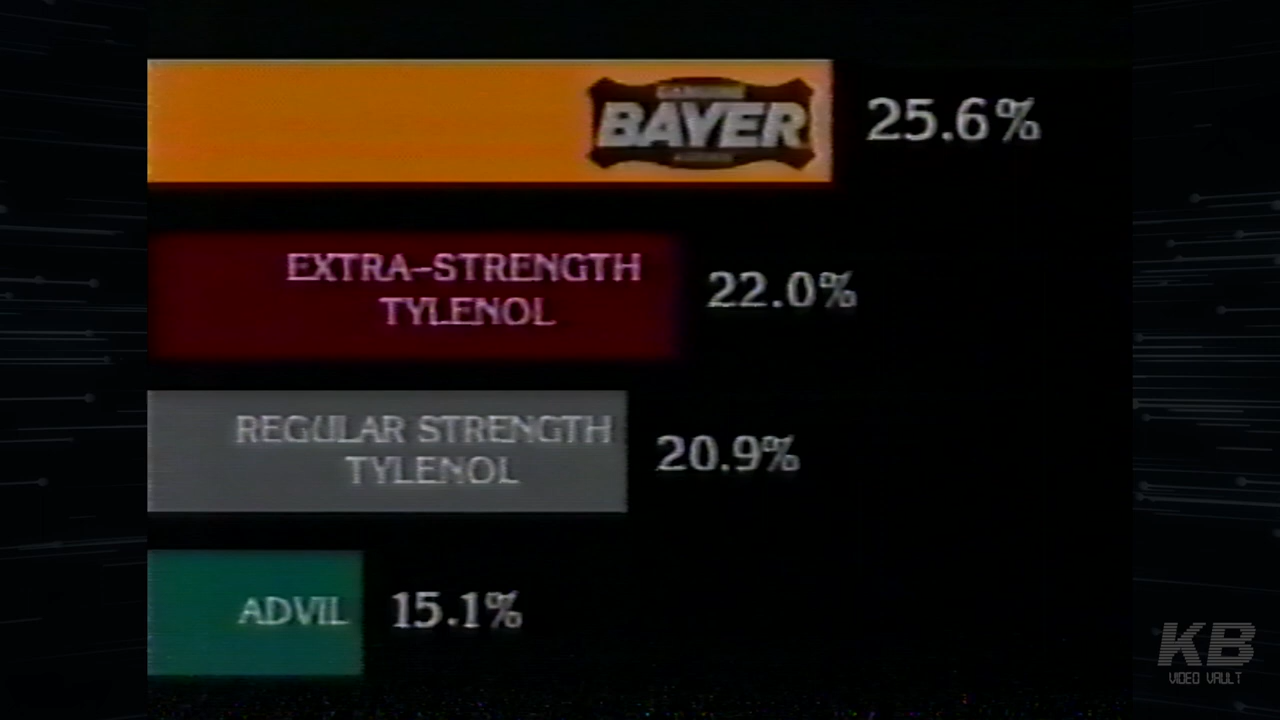 BAYER
25.6%
EXTRA-STRENGTH
TYLENOL
22.0%
REGULAR STRENGTH
TYLENOL
20.9%
ADVIL
15.1%
KB
VIDEO VAULT